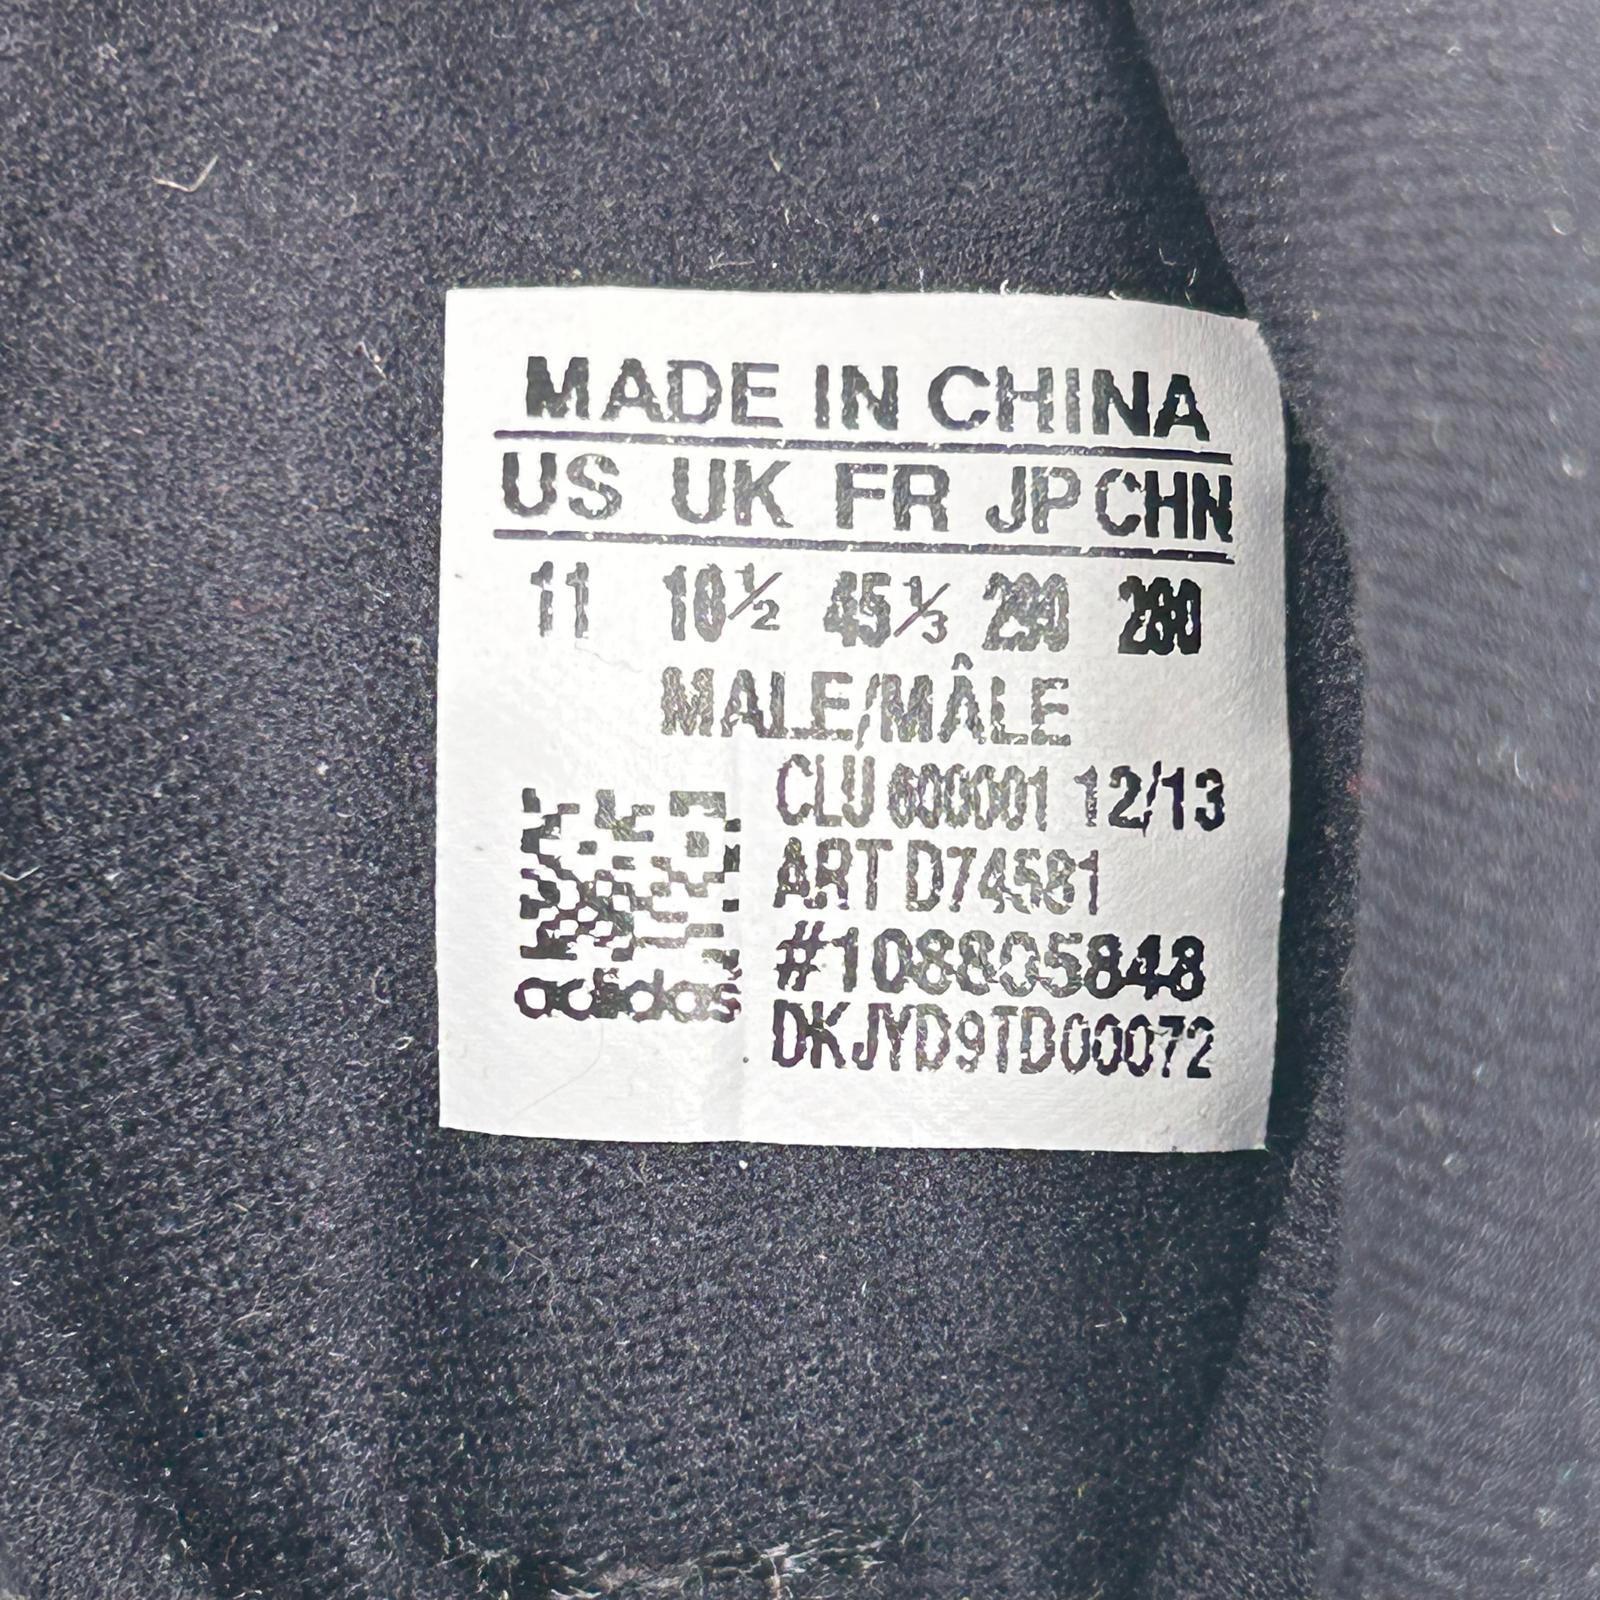 MADE IN CHINA
US UK FR JP CHN
11 10½ 45⅓ 290 280
MALE/MÂLE
CLU 600001 12/13
ART D74581
#108805848
adidas
DKJYD9TD00072